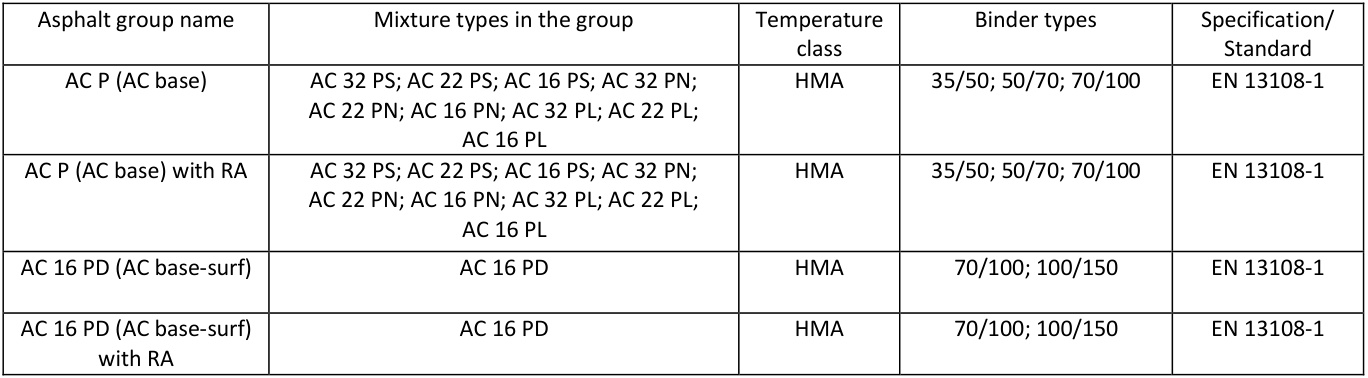 Asphalt group name
Mixture types in the group
Temperature
class
Binder types
Specification/
Standard
AC P (AC base)
AC 32 PS; AC 22 PS; AC 16 PS; AC 32 PN;
AC 22 PN; AC 16 PN; AC 32 PL; AC 22 PL;
AC 16 PL
HMA
35/50; 50/70; 70/100
EN 13108-1
AC P (AC base) with RA
AC 32 PS; AC 22 PS; AC 16 PS; AC 32 PN;
AC 22 PN; AC 16 PN; AC 32 PL; AC 22 PL;
AC 16 PL
HMA
35/50; 50/70; 70/100
EN 13108-1
AC 16 PD (AC base-surf)
AC 16 PD
HMA
70/100; 100/150
EN 13108-1
AC 16 PD (AC base-surf)
with RA
AC 16 PD
HMA
70/100; 100/150
EN 13108-1